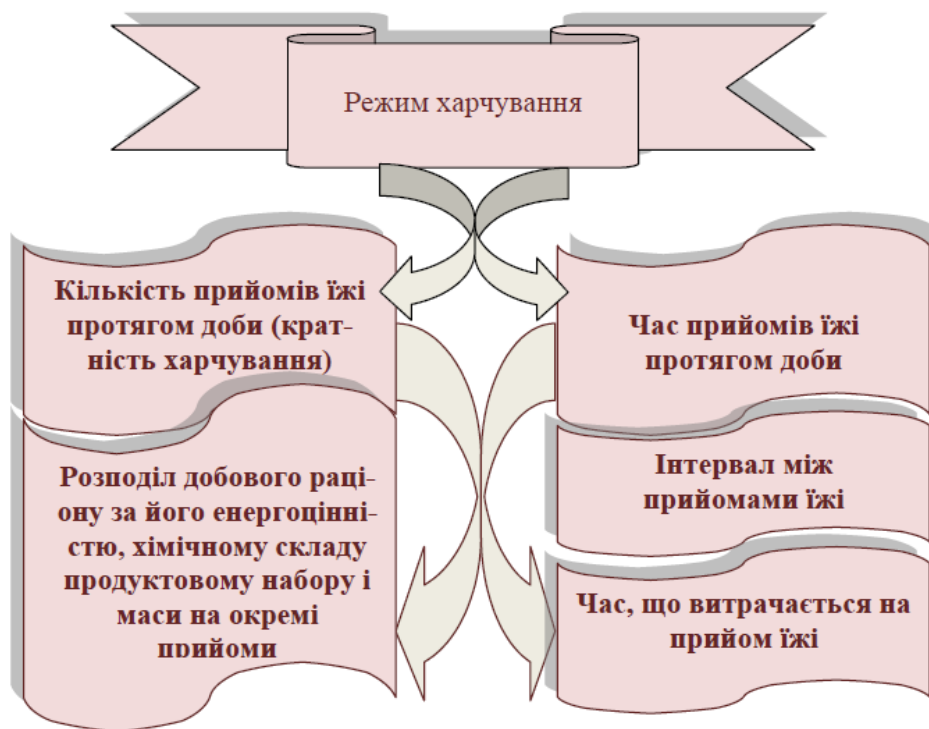 Режим харчування
Кількість прийомів їжі
протягом доби (крат-
ність харчування)
Розподіл добового раці-
ону за його енергоцінні-
стю, хімічному складу
продуктовому набору і
маси на окремі
прийоми
Час прийомів їжі
протягом доби
Інтервал між
прийомами їжі
Час, що витрачається на
прийом їжі